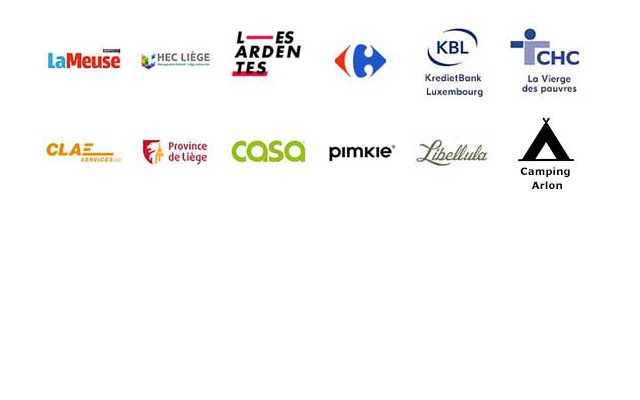 LaMeuse
HEC LIÈGE
L—ES
ARDEN
TES
KBL
KredietBank
Luxembourg
CHC
La Vierge
des pauvres
CLAE
SERVICES
Province
de Liège
casa
PIMKIE
Libellula
Camping
Arlon